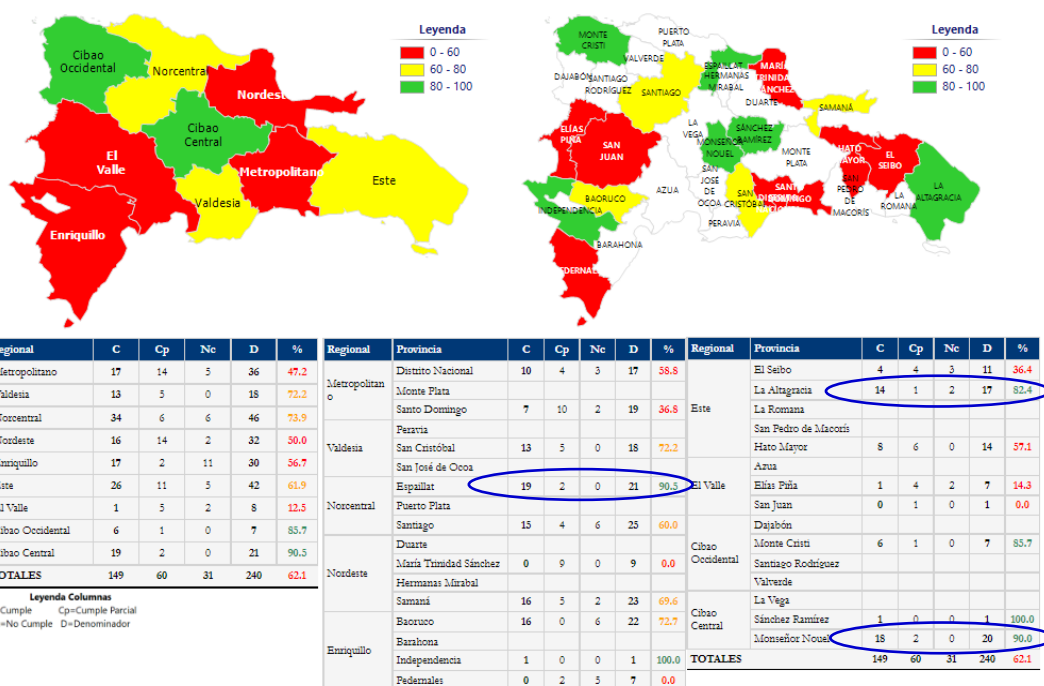 Leyenda
0 - 60
60 - 80
80 - 100
Cibao
Occidental
Norcentral
Nordest
Cibao
Central
El
Valle
Metropolitano
Este
Valdesia
Enriquillo
Leyenda
0 - 60
60 - 80
80 - 100
MONTE
CRISTI
PUERTO
PLATA
VALVERDE
ESPAILLAT
HERMANAS
MIRABAL
DAJABÓN
SANTIAGO
RODRÍGUEZ
SANTIAGO
DUARTE
SAMANÁ
ELÍAS
PIÑA
SAN
JUAN
LA
VEGA
SÁNCHEZ
RAMÍREZ
MONSEÑOR
NOUEL
MONTE
PLATA
HATO
MAYOR
EL
SEIBO
SAN
JOSÉ
DE
OCOA
SAN
CRISTÓBAL
SAN
PEDRO
DE
MACORÍS
LA
ROMANA
LA
ALTAGRACIA
AZUA
BAORUCO
INDEPENDENCIA
PERAVIA
BARAHONA
egional C Cp Nc D %
Metropolitano 17 14 5 36 47.2
Valdesia 13 5 0 18 72.2
Norcentral 34 6 6 46 73.9
Nordeste 16 14 2 32 50.0
Enriquillo 17 2 11 30 56.7
Este 26 11 5 42 61.9
El Valle 1 5 2 8 12.5
ibao Occidental 6 1 0 7 85.7
ibao Central 19 2 0 21 90.5
OTALES 149 60 31 240 62.1
Leyenda Columnas
Cumple Cp=Cumple Parcial
=No Cumple D=Denominador
Regional Provincia C Cp Nc D %
Metropolitan
o
Distrito Nacional 10 4 3 17 58.8
Monte Plata
Santo Domingo 7 10 2 19 36.8
Valdesia
Peravia
San Cristóbal 13 5 0 18 72.2
San José de Ocoa
Norcentral
Espaillat 19 2 0 21 90.5
Puerto Plata
Santiago 15 4 6 25 60.0
Nordeste
Duarte
María Trinidad Sánchez 0 9 0 9 0.0
Hermanas Mirabal
Samaná 16 5 2 23 69.6
Enriquillo
Baoruco 16 0 6 22 72.7
Barahona
Independencia 1 0 0 1 100.0
Pedernales 0 2 5 7 0.0
Regional Provincia C Cp Nc D %
Este
El Seibo 4 4 3 11 36.4
La Altagracia 14 1 2 17 82.4
La Romana
San Pedro de Macorís
Hato Mayor 8 6 0 14 57.1
El Valle
Azua
Elías Piña 1 4 2 7 14.3
San Juan 0 1 0 1 0.0
Cibao
Occidental
Dajabón
Monte Cristi 6 1 0 7 85.7
Santiago Rodríguez
Valverde
Cibao
Central
La Vega
Sánchez Ramírez 1 0 0 1 100.0
Monseñor Nouel 18 2 0 20 90.0
TOTALES 149 60 31 240 62.1